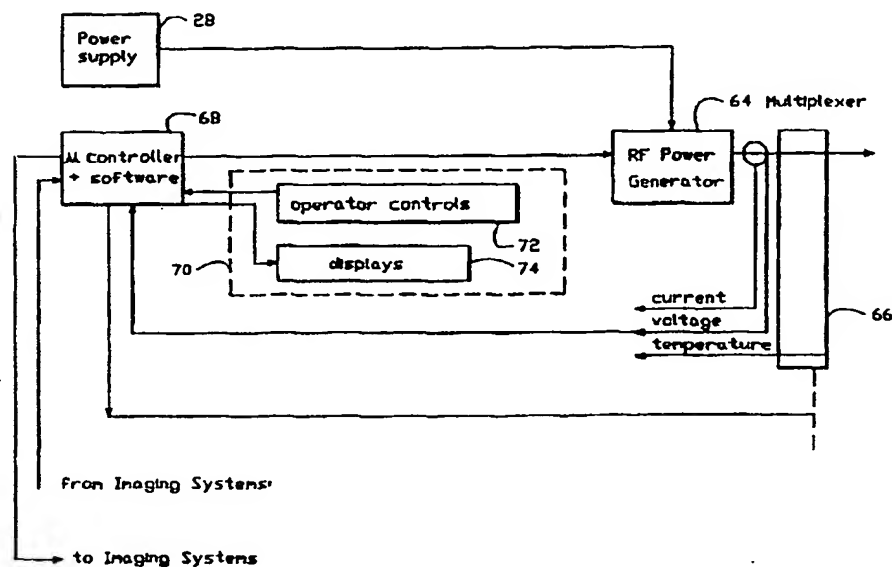 28
Power
supply
68
μ controller
+ software
64 Multiplexer
RF Power
Generator
operator controls
72
70
displays
74
current
voltage
temperature
66
from Imaging Systems
to Imaging Systems